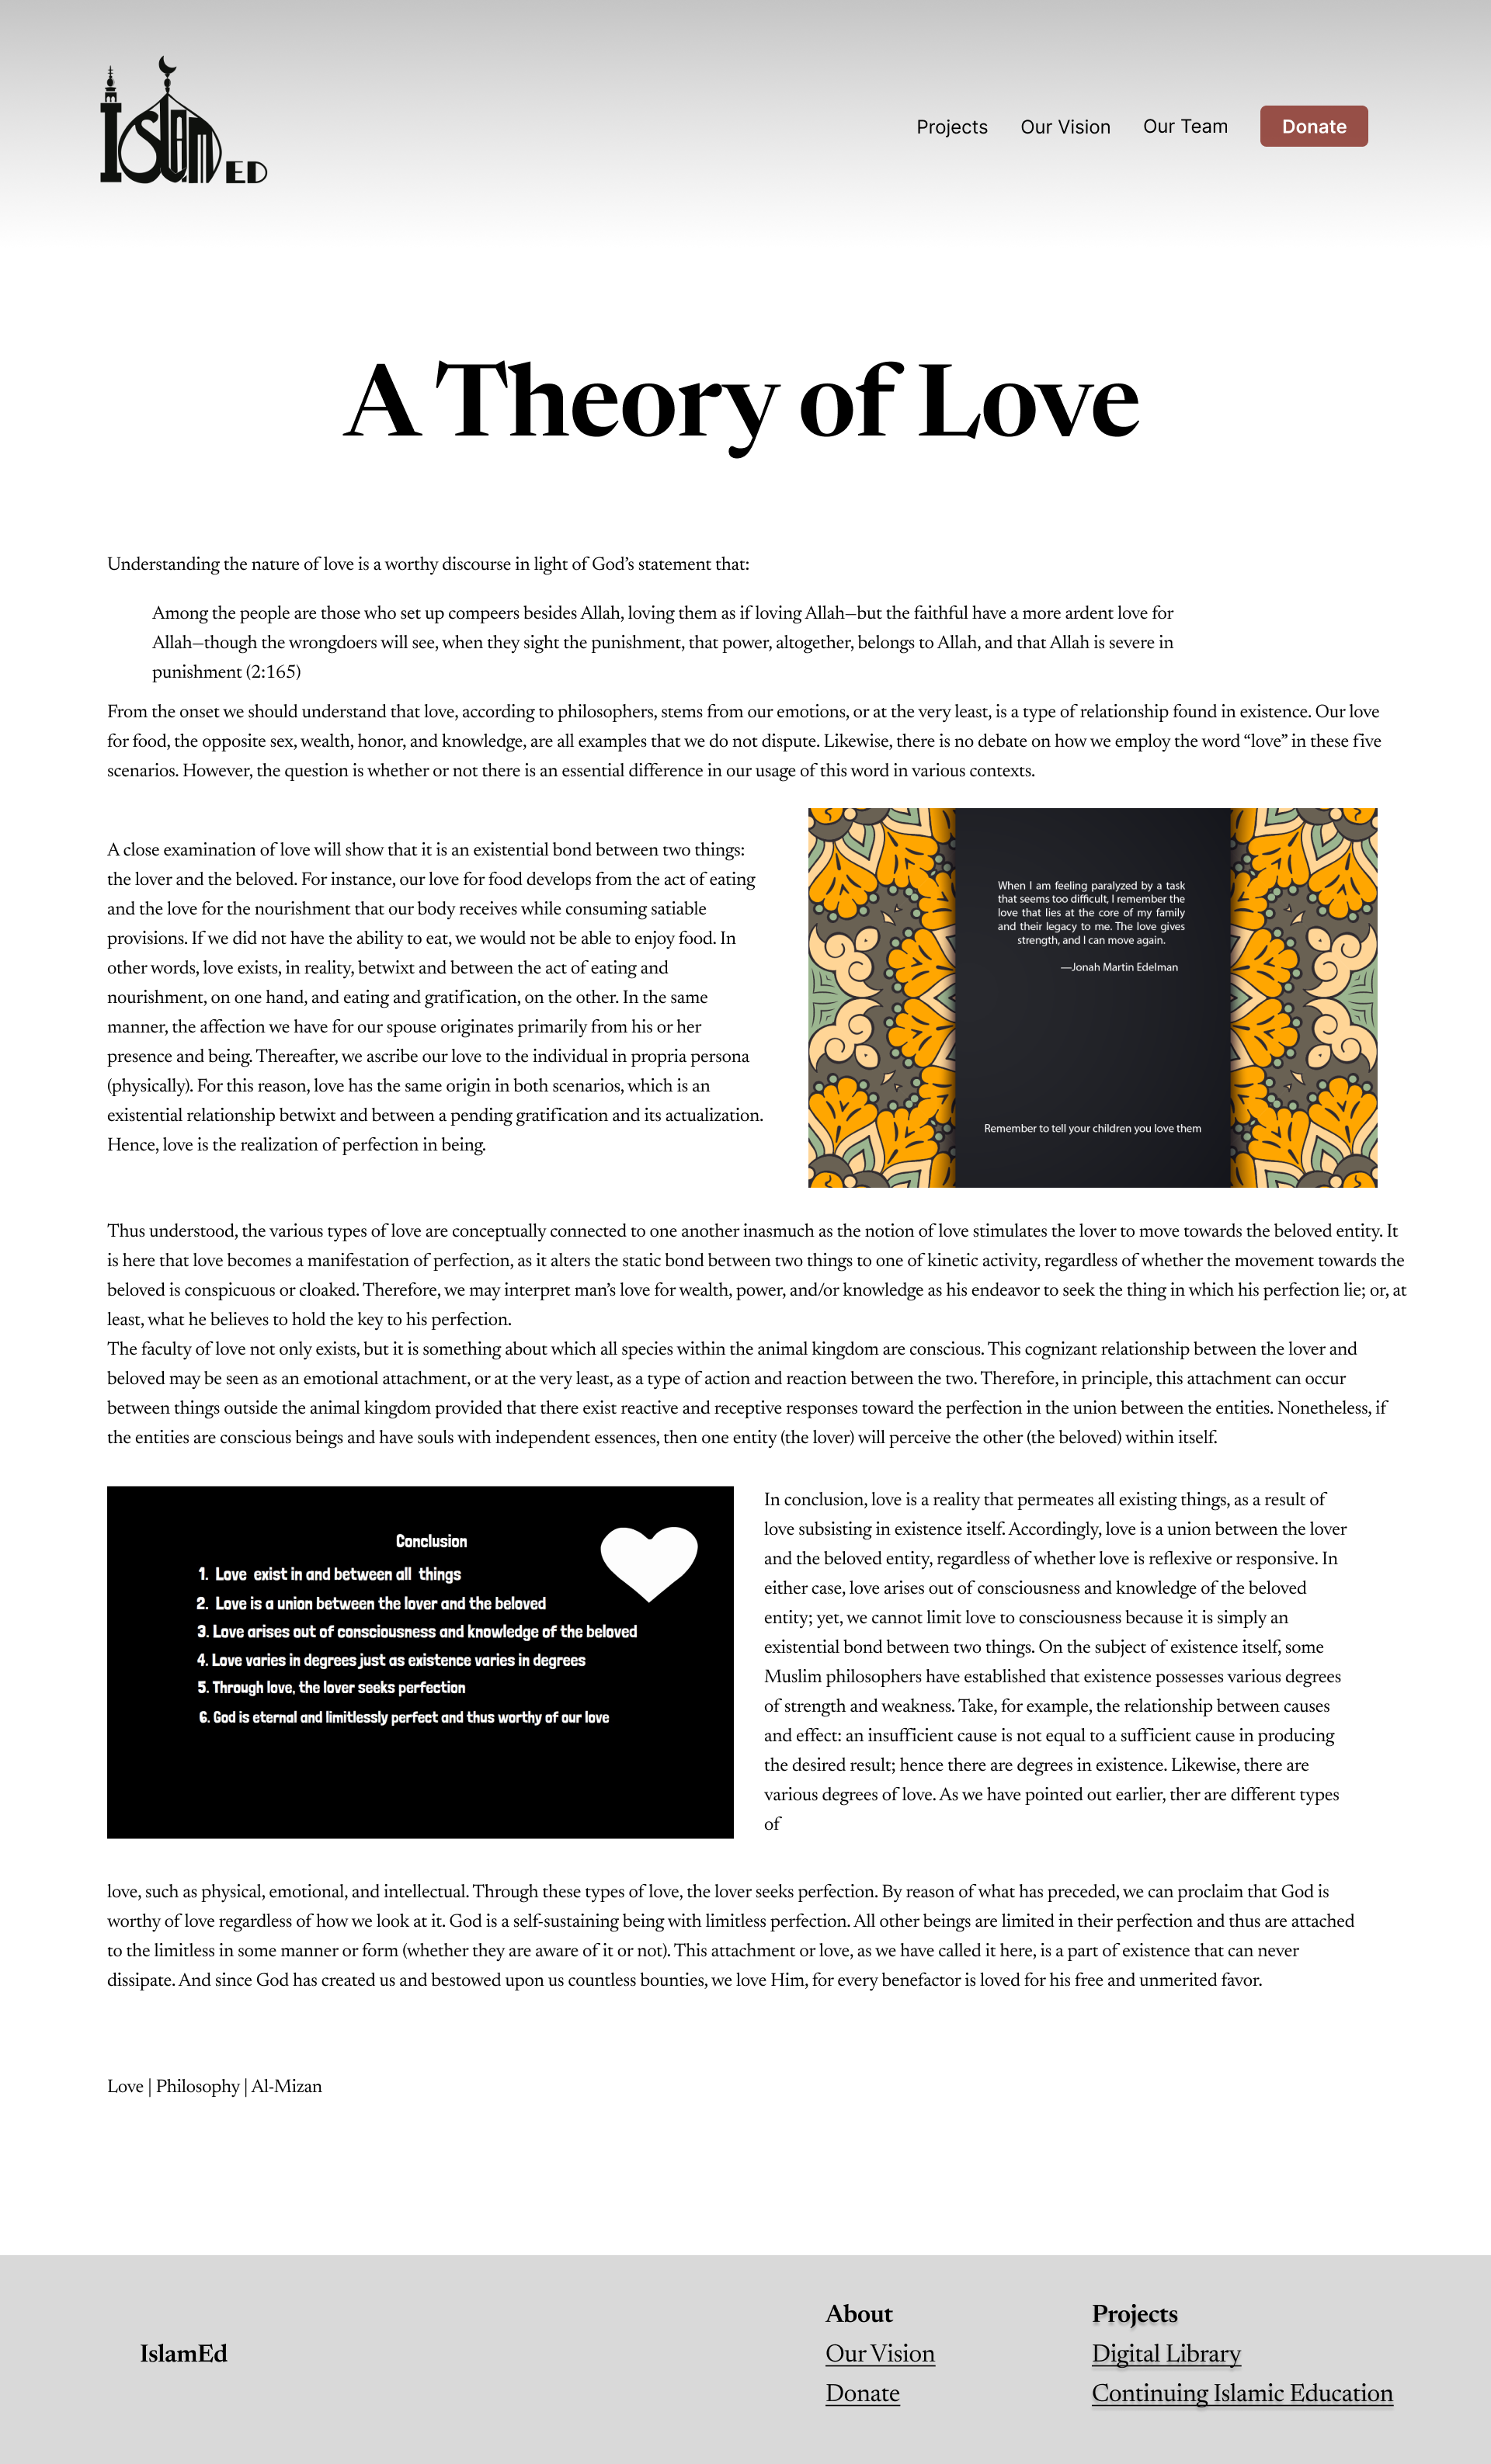 Islam ED
Projects Our Vision Our Team Donate
A Theory of Love
Understanding the nature of love is a worthy discourse in light of God’s statement that:
Among the people are those who set up compeers besides Allah, loving them as if loving Allah—but the faithful have a more ardent love for
Allah—though the wrongdoers will see, when they sight the punishment, that power, altogether, belongs to Allah, and that Allah is severe in
punishment (2:165)
From the onset we should understand that love, according to philosophers, stems from our emotions, or at the very least, is a type of relationship found in existence. Our love
for food, the opposite sex, wealth, honor, and knowledge, are all examples that we do not dispute. Likewise, there is no debate on how we employ the word “love” in these five
scenarios. However, the question is whether or not there is an essential difference in our usage of this word in various contexts.
A close examination of love will show that it is an existential bond between two things:
the lover and the beloved. For instance, our love for food develops from the act of eating
and the love for the nourishment that our body receives while consuming satiable
provisions. If we did not have the ability to eat, we would not be able to enjoy food. In
other words, love exists, in reality, betwixt and between the act of eating and
nourishment, on one hand, and eating and gratification, on the other. In the same
manner, the affection we have for our spouse originates primarily from his or her
presence and being. Thereafter, we ascribe our love to the individual in propria persona
(physically). For this reason, love has the same origin in both scenarios, which is an
existential relationship betwixt and between a pending gratification and its actualization.
Hence, love is the realization of perfection in being.
When I am feeling paralyzed by a task
that seems too difficult, I remember the
love that lies at the core of my family
and their legacy to me. The love gives
strength, and I can move again.
—Jonah Martin Edelman
Remember to tell your children you love them
Thus understood, the various types of love are conceptually connected to one another inasmuch as the notion of love stimulates the lover to move towards the beloved entity. It
is here that love becomes a manifestation of perfection, as it alters the static bond between two things to one of kinetic activity, regardless of whether the movement towards the
beloved is conspicuous or cloaked. Therefore, we may interpret man’s love for wealth, power, and/or knowledge as his endeavor to seek the thing in which his perfection lie; or, at
least, what he believes to hold the key to his perfection.
The faculty of love not only exists, but it is something about which all species within the animal kingdom are conscious. This cognizant relationship between the lover and
beloved may be seen as an emotional attachment, or at the very least, as a type of action and reaction between the two. Therefore, in principle, this attachment can occur
between things outside the animal kingdom provided that there exist reactive and receptive responses toward the perfection in the union between the entities. Nonetheless, if
the entities are conscious beings and have souls with independent essences, then one entity (the lover) will perceive the other (the beloved) within itself.
Conclusion
1. Love exist in and between all things
2. Love is a union between the lover and the beloved
3. Love arises out of consciousness and knowledge of the beloved
4. Love varies in degrees just as existence varies in degrees
5. Through love, the lover seeks perfection
6. God is eternal and limitlessly perfect and thus worthy of our love
In conclusion, love is a reality that permeates all existing things, as a result of
love subsisting in existence itself. Accordingly, love is a union between the lover
and the beloved entity, regardless of whether love is reflexive or responsive. In
either case, love arises out of consciousness and knowledge of the beloved
entity; yet, we cannot limit love to consciousness because it is simply an
existential bond between two things. On the subject of existence itself, some
Muslim philosophers have established that existence possesses various degrees
of strength and weakness. Take, for example, the relationship between causes
and effect: an insufficient cause is not equal to a sufficient cause in producing
the desired result; hence there are degrees in existence. Likewise, there are
various degrees of love. As we have pointed out earlier, ther are different types
of
love, such as physical, emotional, and intellectual. Through these types of love, the lover seeks perfection. By reason of what has preceded, we can proclaim that God is
worthy of love regardless of how we look at it. God is a self-sustaining being with limitless perfection. All other beings are limited in their perfection and thus are attached
to the limitless in some manner or form (whether they are aware of it or not). This attachment or love, as we have called it here, is a part of existence that can never
dissipate. And since God has created us and bestowed upon us countless bounties, we love Him, for every benefactor is loved for his free and unmerited favor.
Love | Philosophy | Al-Mizan
IslamEd
About
Our Vision
Donate
Projects
Digital Library
Continuing Islamic Education